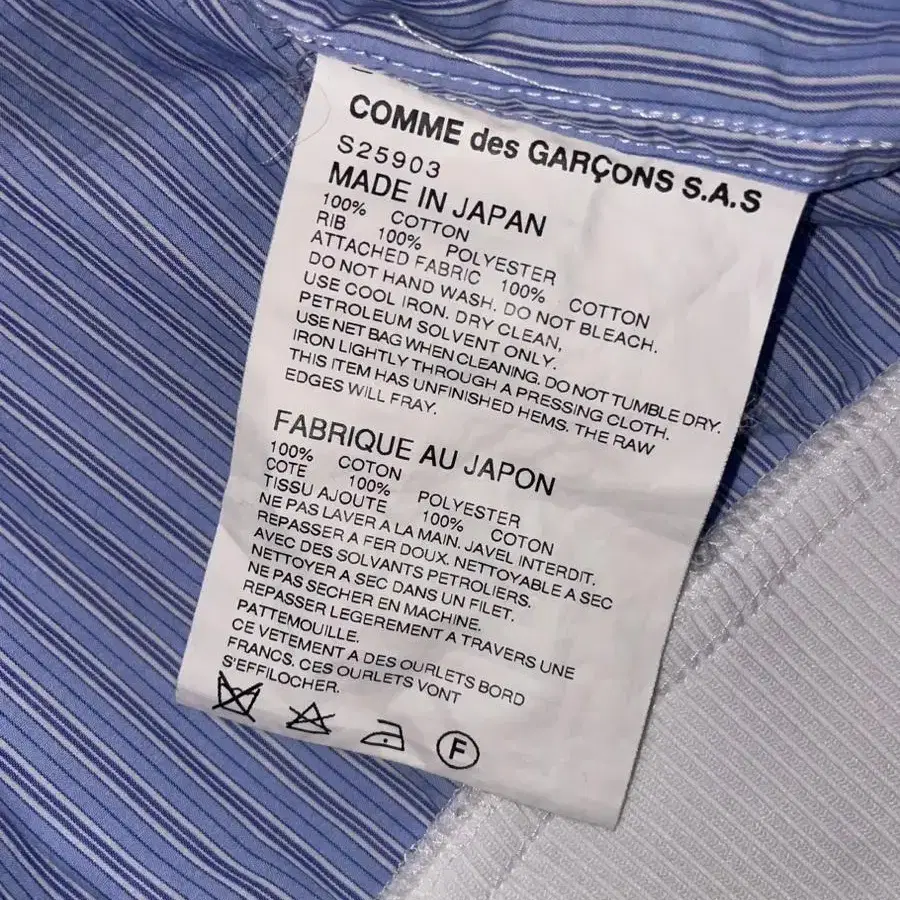 COMME des GARÇONS S.A.S
S25903
MADE IN JAPAN
100% COTTON
RIB 100% POLYESTER
ATTACHED FABRIC 100% COTTON
DO NOT HAND WASH. DO NOT BLEACH.
USE COOL IRON. DRY CLEAN,
PETROLEUM SOLVENT ONLY.
USE NET BAG WHEN CLEANING. DO NOT TUMBLE DRY.
IRON LIGHTLY THROUGH A PRESSING CLOTH.
THIS ITEM HAS UNFINISHED HEMS. THE RAW
EDGES WILL FRAY.
FABRIQUE AU JAPON
100% COTON
COTE 100% POLYESTER
TISSU AJOUTE 100% COTON
NE PAS LAVER A LA MAIN. JAVEL INTERDIT.
REPASSER A FER DOUX. NETTOYABLE A SEC
AVEC DES SOLVANTS PETROLIERS.
NETTOYER A SEC DANS UN FILET.
NE PAS SECHER EN MACHINE.
REPASSER LEGEREMENT A TRAVERS UNE
PATTEMOUILLE.
CE VETEMENT A DES OURLETS BORD
FRANCS, CES OURLETS VONT
S'EFFILOCHER.
F